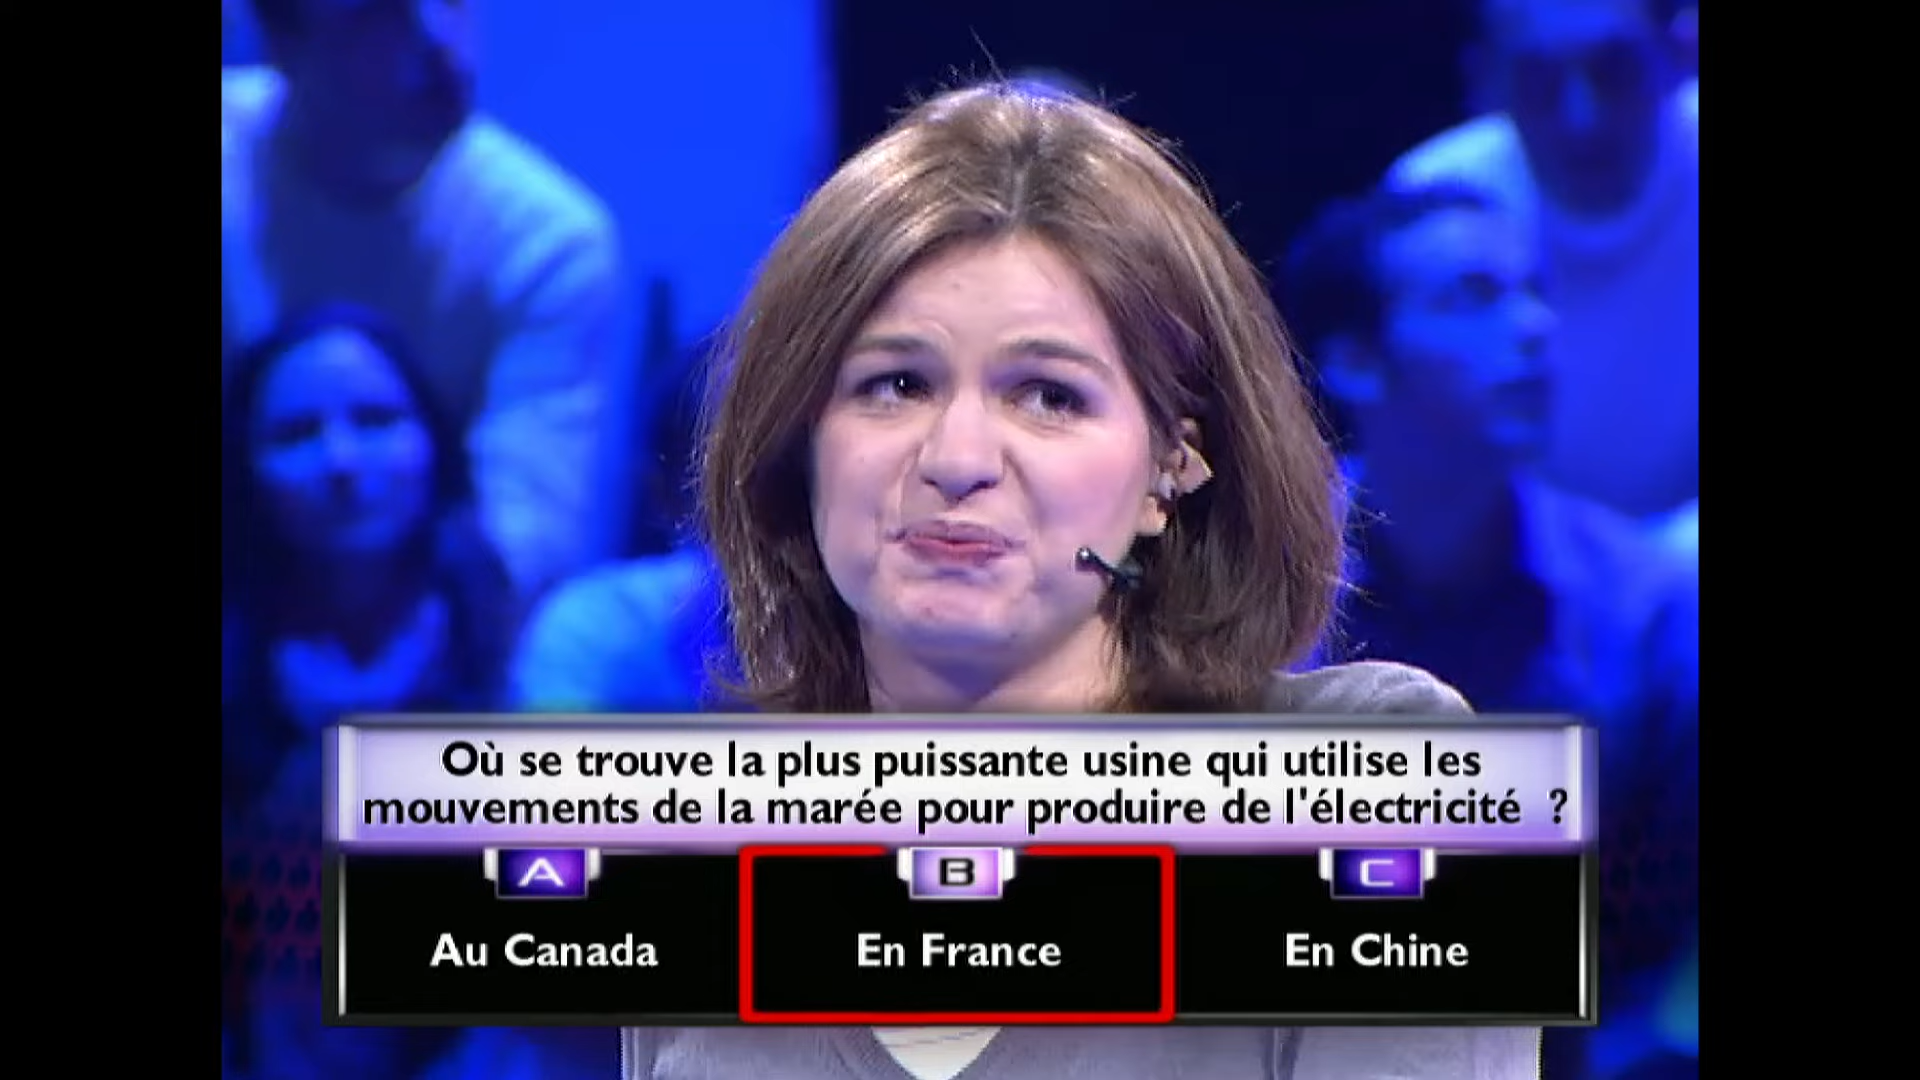 Où se trouve la plus puissante usine qui utilise les
mouvements de la marée pour produire de l'électricité ?
A
B
C
Au Canada
En France
En Chine